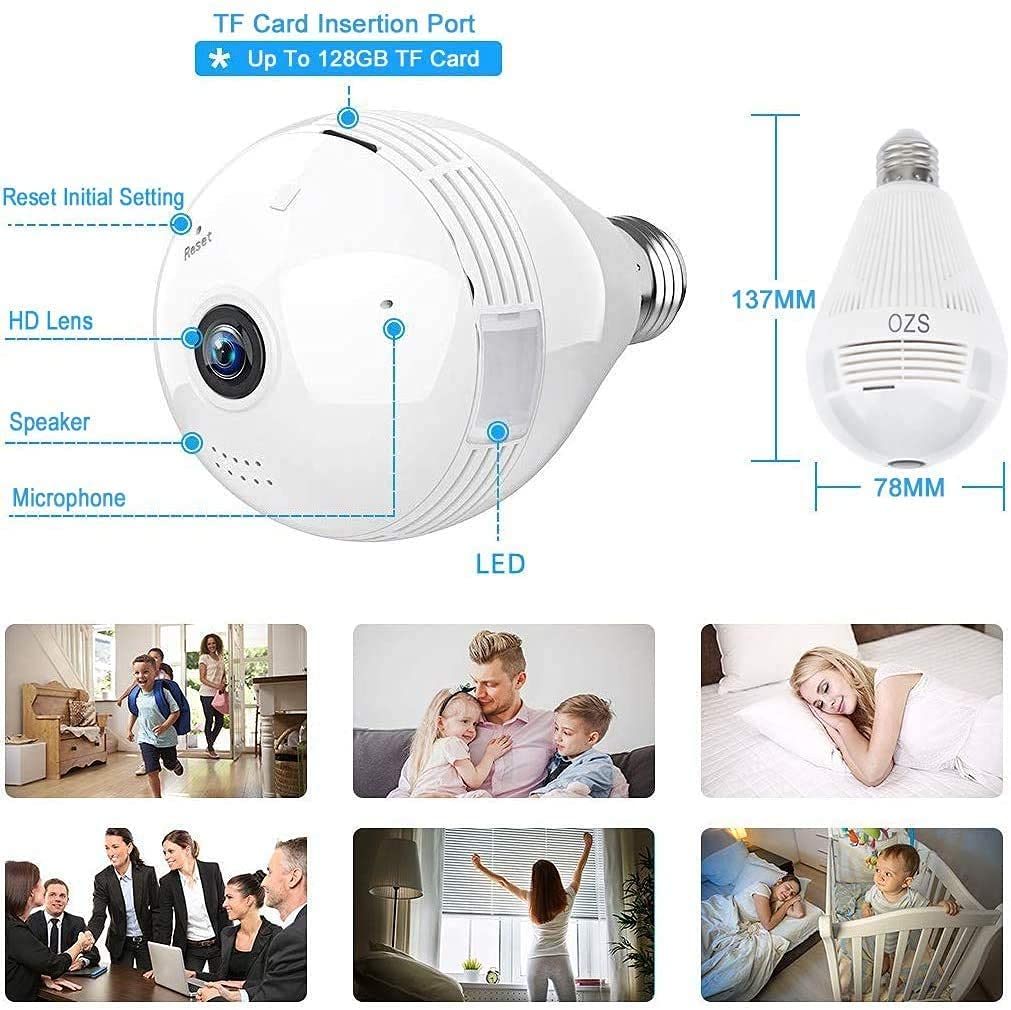 TF Card Insertion Port
* Up To 128GB TF Card
Reset Initial Setting
Reset
HD Lens
Speaker
Microphone
LED
137MM
OZS
78MM